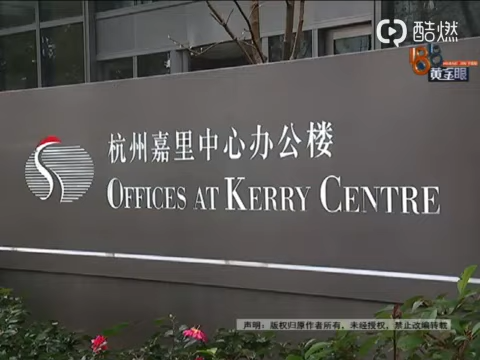 酷燃
1818
黄金眼
杭州嘉里中心办公楼
OFFICES AT KERRY CENTRE
声明：版权归原作者所有，未经授权，禁止改编转载